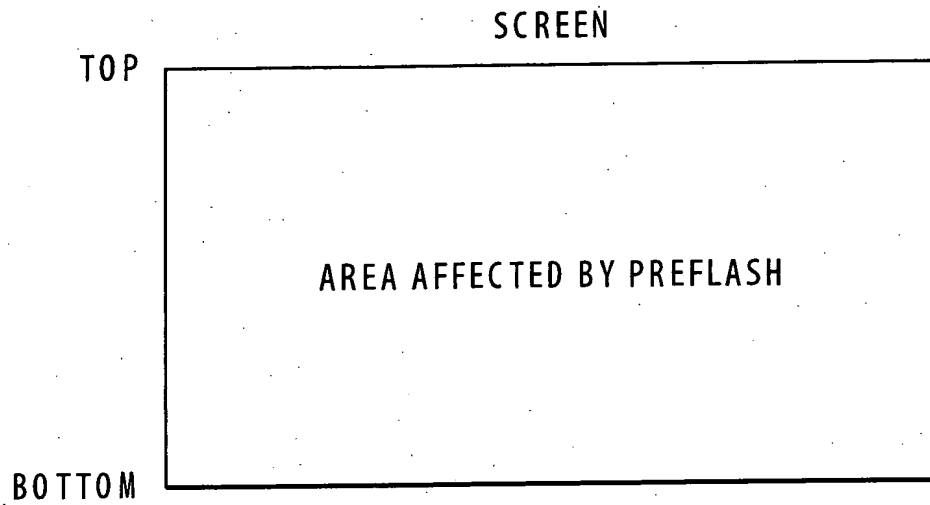 SCREEN
TOP
AREA AFFECTED BY PREFLASH
BOTTOM